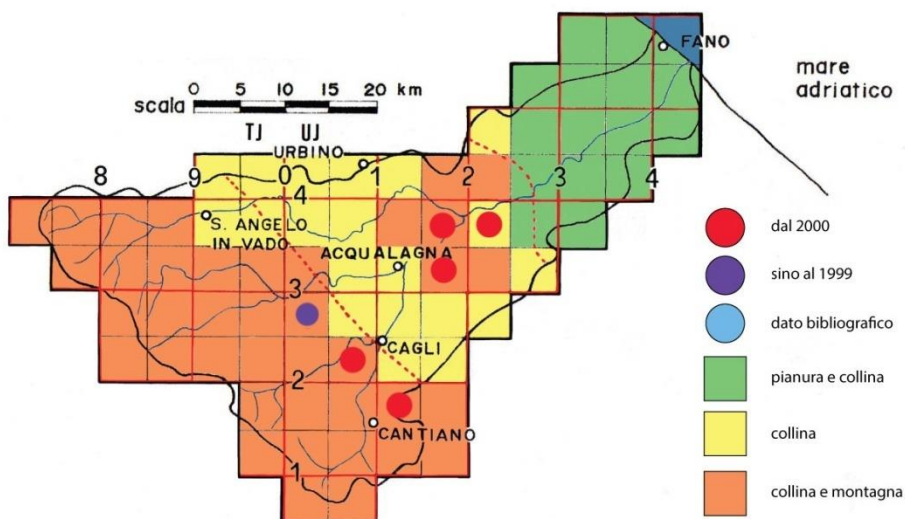 FANO
mare
adriatico
scala
0 5 10 15 20 km
TJ UJ
URBINO
8 9 0 1 2 3 4
4
S. ANGELO
IN VADO
ACQUALAGNA
3
CAGLI
2
CANTIANO
1
dal 2000
sino al 1999
dato bibliografico
pianura e collina
collina
collina e montagna